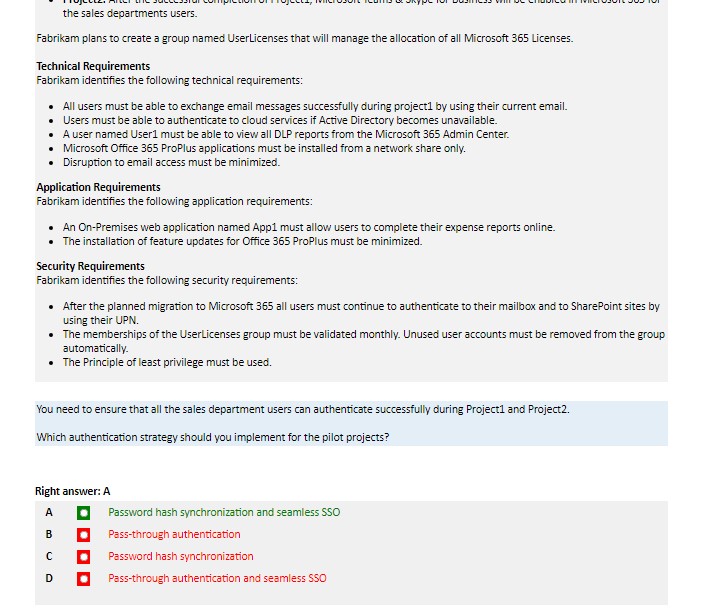 the sales departments users.
Fabrikam plans to create a group named UserLicenses that will manage the allocation of all Microsoft 365 Licenses.
Technical Requirements
Fabrikam identifies the following technical requirements:
• All users must be able to exchange email messages successfully during project1 by using their current email.
• Users must be able to authenticate to cloud services if Active Directory becomes unavailable.
• A user named User1 must be able to view all DLP reports from the Microsoft 365 Admin Center.
• Microsoft Office 365 ProPlus applications must be installed from a network share only.
• Disruption to email access must be minimized.
Application Requirements
Fabrikam identifies the following application requirements:
• An On-Premises web application named App1 must allow users to complete their expense reports online.
• The installation of feature updates for Office 365 ProPlus must be minimized.
Security Requirements
Fabrikam identifies the following security requirements:
• After the planned migration to Microsoft 365 all users must continue to authenticate to their mailbox and to SharePoint sites by
using their UPN.
• The memberships of the UserLicenses group must be validated monthly. Unused user accounts must be removed from the group
automatically.
• The Principle of least privilege must be used.
You need to ensure that all the sales department users can authenticate successfully during Project1 and Project2.
Which authentication strategy should you implement for the pilot projects?
Right answer: A
A Password hash synchronization and seamless SSO
B Pass-through authentication
C Password hash synchronization
D Pass-through authentication and seamless SSO